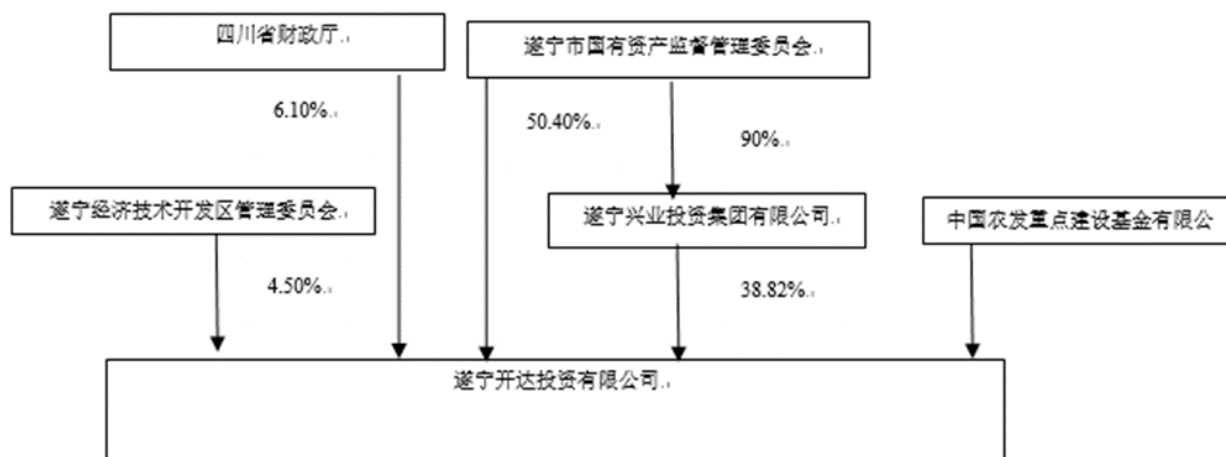 四川省财政厅
遂宁市国有资产监督管理委员会
6.10%
50.40%
90%
遂宁经济技术开发区管理委员会
遂宁兴业投资集团有限公司
中国农发重点建设基金有限公
4.50%
38.82%
遂宁开达投资有限公司